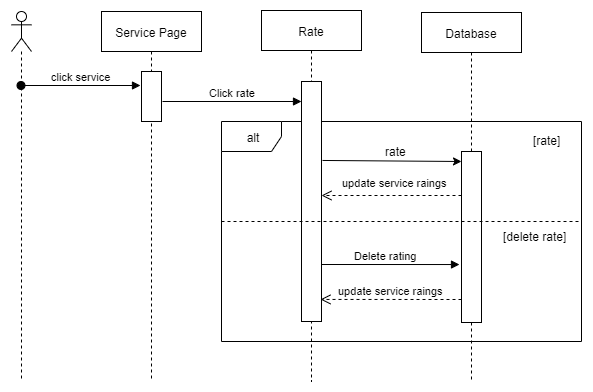 Service Page
Rate
Database
click service
Click rate
alt
[rate]
rate
update service raings
[delete rate]
Delete rating
update service raings